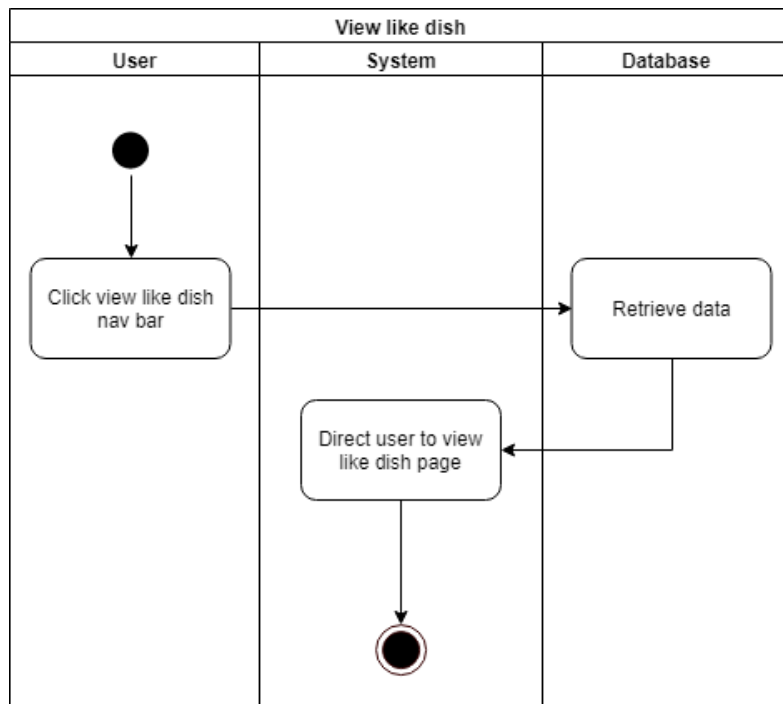 View like dish
User
System
Database
Click view like dish
nav bar
Retrieve data
Direct user to view
like dish page